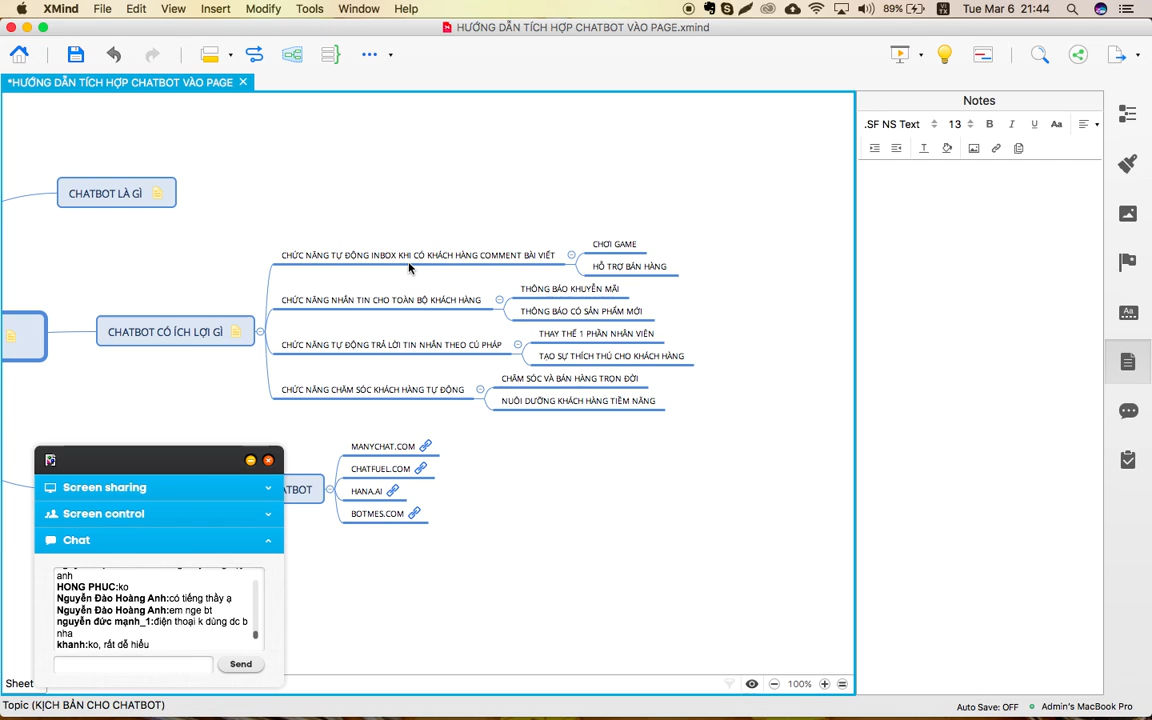 XMind File Edit View Insert Modify Tools Window Help 89% VI TX Tue Mar 6 21:44
HƯỚNG DẪN TÍCH HỢP CHATBOT VÀO PAGE.xmind
*HƯỚNG DẪN TÍCH HỢP CHATBOT VÀO PAGE
Notes
.SF NS Text 13 B I U Aa
CHATBOT LÀ GÌ
CHỨC NĂNG TỰ ĐỘNG INBOX KHI CÓ KHÁCH HÀNG COMMENT BÀI VIẾT
CHƠI GAME
HỖ TRỢ BÁN HÀNG
CHỨC NĂNG NHẮN TIN CHO TOÀN BỘ KHÁCH HÀNG
THÔNG BÁO KHUYẾN MÃI
THÔNG BÁO CÓ SẢN PHẨM MỚI
CHATBOT CÓ ÍCH LỢI GÌ
CHỨC NĂNG TỰ ĐỘNG TRẢ LỜI TIN NHẮN THEO CÚ PHÁP
THAY THẾ 1 PHẦN NHÂN VIÊN
TẠO SỰ THÍCH THÚ CHO KHÁCH HÀNG
CHỨC NĂNG CHĂM SÓC KHÁCH HÀNG TỰ ĐỘNG
CHĂM SÓC VÀ BÁN HÀNG TRỌN ĐỜI
NUÔI DƯỠNG KHÁCH HÀNG TIỀM NĂNG
ATBOT
MANYCHAT.COM
CHATFUEL.COM
HANA.AI
BOTMES.COM
Screen sharing
Screen control
Chat
anh
HONG PHUC:ko
Nguyễn Đào Hoàng Anh:có tiếng thầy ạ
Nguyễn Đào Hoàng Anh:em nge bt
nguyễn đức mạnh_1:điện thoại k dùng dc b
nha
khanh:ko, rất dễ hiểu
Send
Sheet
100%
Topic (KỊCH BẢN CHO CHATBOT)
Auto Save: OFF
Admin's MacBook Pro